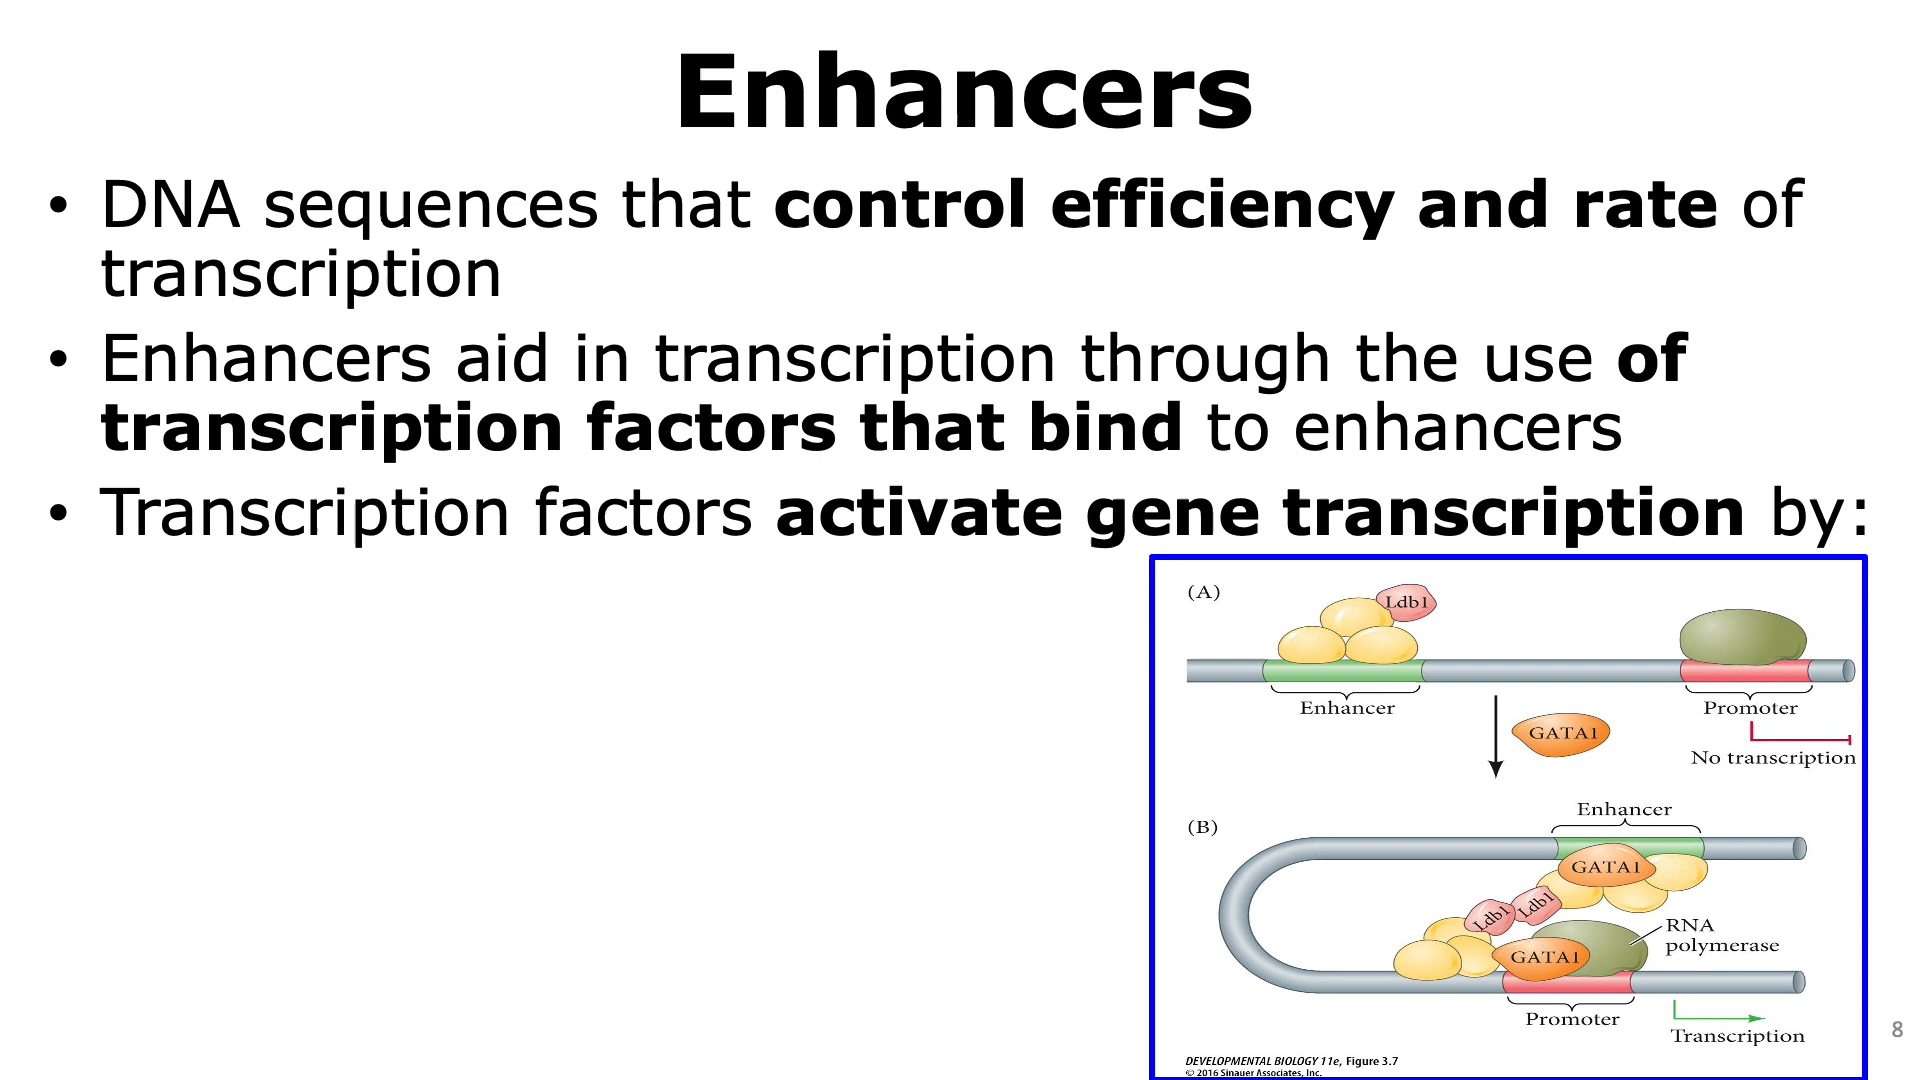 Enhancers
• DNA sequences that control efficiency and rate of
transcription
• Enhancers aid in transcription through the use of
transcription factors that bind to enhancers
• Transcription factors activate gene transcription by:
(A)
Ldb1
Enhancer
Promoter
GATA1
No transcription
Enhancer
(B)
GATA1
Ldb1
Ldb1
RNA
polymerase
GATA1
Promoter
Transcription
DEVELOPMENTAL BIOLOGY 11e, Figure 3.7
© 2016 Sinauer Associates, Inc.
8